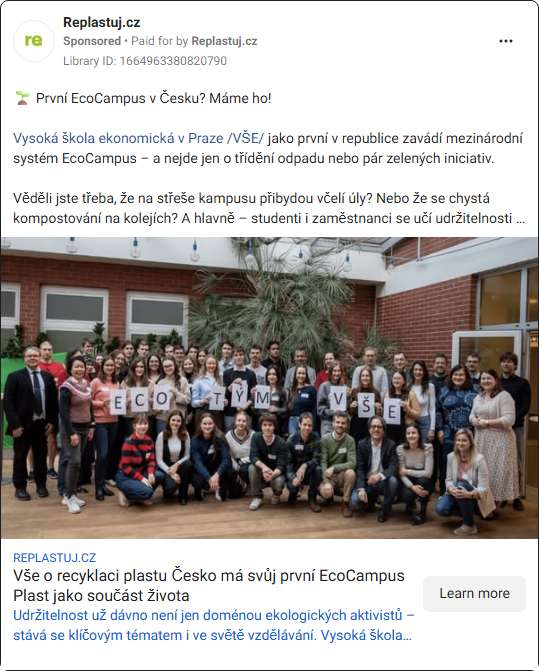 re
Replastuj.cz
Sponsored • Paid for by Replastuj.cz
Library ID: 1664963380820790
🌱 První EcoCampus v Česku? Máme ho!
Vysoká škola ekonomická v Praze /VŠE/ jako první v republice zavádí mezinárodní
systém EcoCampus – a nejde jen o třídění odpadu nebo pár zelených iniciativ.
Věděli jste třeba, že na střeše kampusu přibydou včelí úly? Nebo že se chystá
kompostování na kolejích? A hlavně – studenti i zaměstnanci se učí udržitelnosti ...
ECO TÝM VŠE
REPLASTUJ.CZ
Vše o recyklaci plastu Česko má svůj první EcoCampus
Plast jako součást života
Learn more
Udržitelnost už dávno není jen doménou ekologických aktivistů –
stává se klíčovým tématem i ve světě vzdělávání. Vysoká škola...